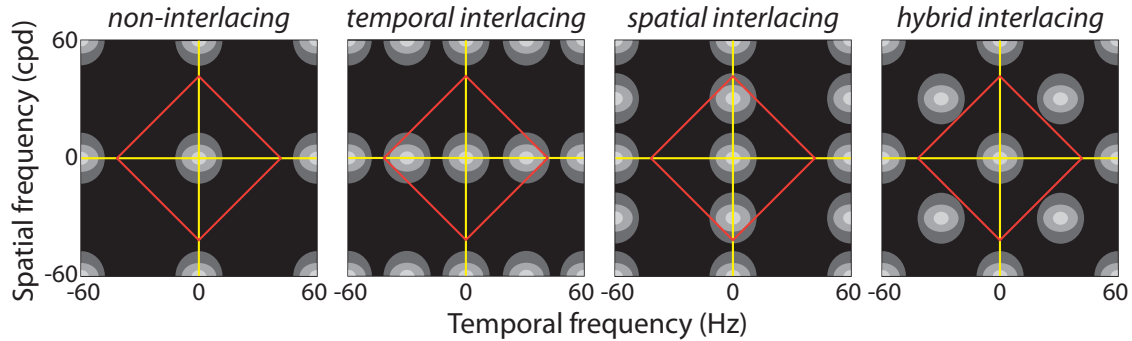 non-interlacing temporal interlacing spatial interlacing hybrid interlacing
Spatial frequency (cpd)
60
0
-60
-60 0 60 -60 0 60 -60 0 60 -60 0 60
Temporal frequency (Hz)